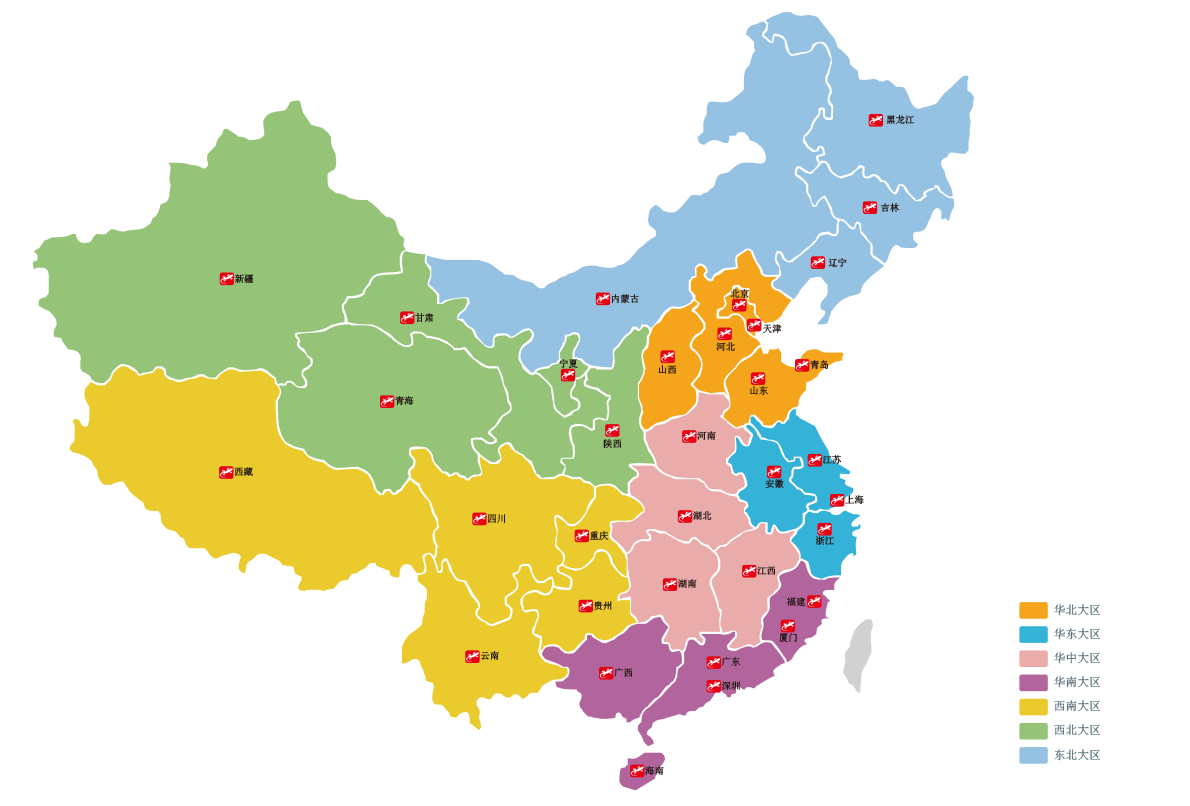 黑龙江
吉林
辽宁
新疆
北京
内蒙古
甘肃
天津
河北
宁夏
山西
青岛
山东
青海
陕西
河南
江苏
西藏
安徽
上海
四川
湖北
重庆
浙江
江西
湖南
福建
贵州
厦门
云南
广东
广西
深圳
海南
华北大区
华东大区
华中大区
华南大区
西南大区
西北大区
东北大区